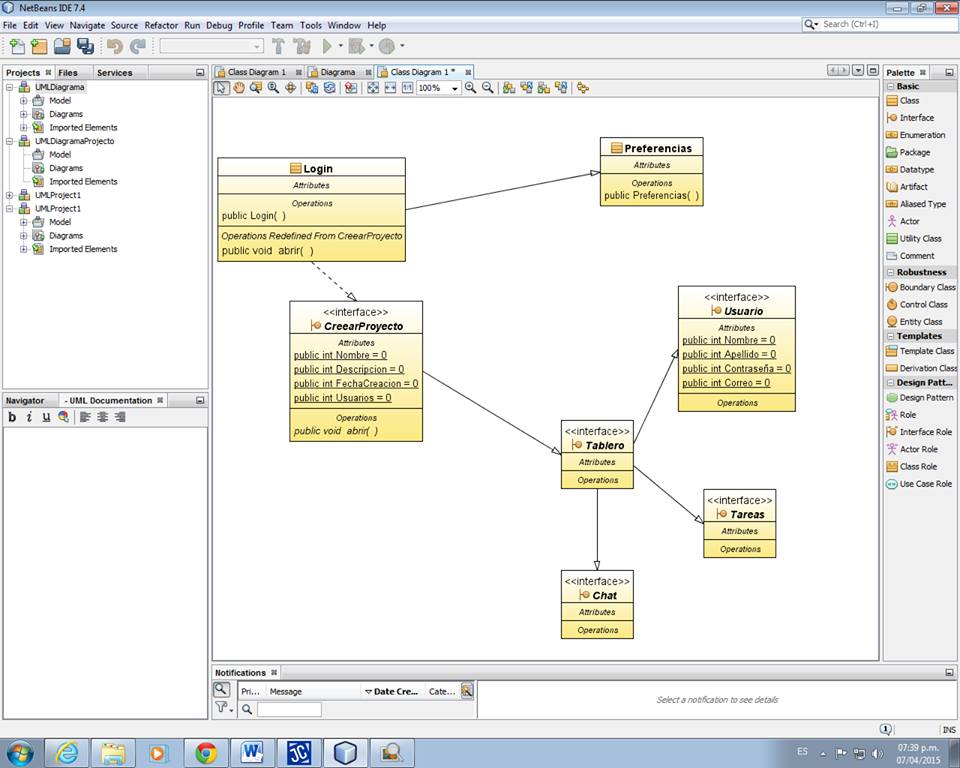 NetBeans IDE 7.4
File Edit View Navigate Source Refactor Run Debug Profile Team Tools Window Help
Search (Ctrl+I)
Projects Files Services
UMLDiagrama
Model
Diagrams
Imported Elements
UMLDiagramaProjecto
Model
Diagrams
Imported Elements
UMLProject1
UMLProject1
Model
Diagrams
Imported Elements
Navigator - UML Documentation
b i u
Class Diagram 1 Diagrama Class Diagram 1 *
100%
Login
Attributes
Operations
public Login( )
Operations Redefined From CreearProyecto
public void abrir( )
Preferencias
Attributes
Operations
public Preferencias( )
<<interface>>
CreearProyecto
Attributes
public int Nombre = 0
public int Descripcion = 0
public int FechaCreacion = 0
public int Usuarios = 0
Operations
public void abrir( )
<<interface>>
Usuario
Attributes
public int Nombre = 0
public int Apellido = 0
public int Contraseña = 0
public int Correo = 0
Operations
<<interface>>
Tablero
Attributes
Operations
<<interface>>
Tareas
Attributes
Operations
<<interface>>
Chat
Attributes
Operations
Palette
Basic
Class
Interface
Enumeration
Package
Datatype
Artifact
Aliased Type
Actor
Utility Class
Comment
Robustness
Boundary Class
Control Class
Entity Class
Templates
Template Class
Derivation Class
Design Patt...
Design Pattern
Role
Interface Role
Actor Role
Class Role
Use Case Role
Notifications
Pri... Message Date Cre... Cate...
Select a notification to see details
1 INS
ES
07:39 p.m.
07/04/2015